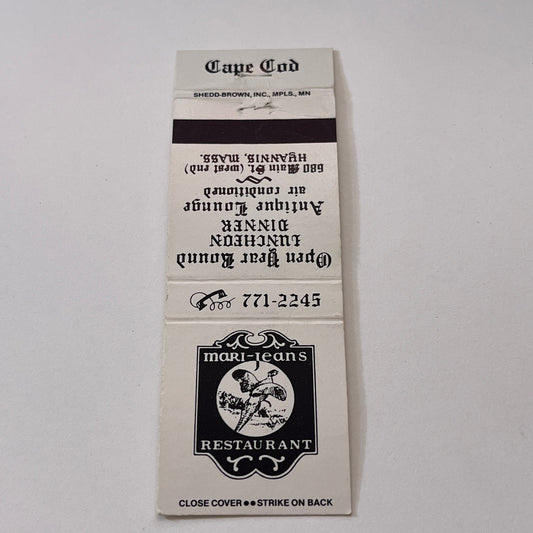 Cape Cod
SHEDD-BROWN, INC., MPLS., MN
Open Year Round
LUNCHEON
DINNER
Antique Lounge
air conditioned
680 Main St. (west end)
HYANNIS, MASS.
771-2245
mari-jeans
RESTAURANT
CLOSE COVER●●STRIKE ON BACK